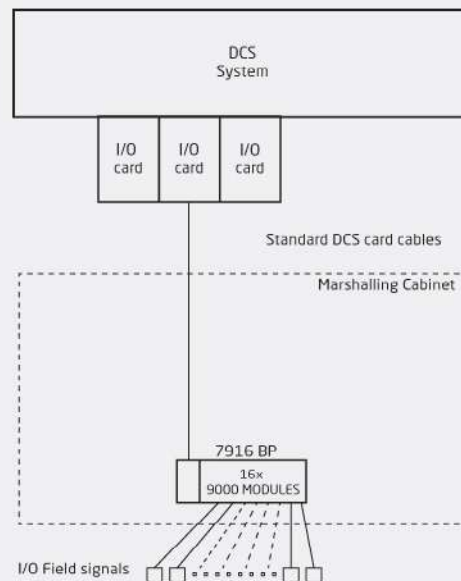 DCS
System
I/O
card
I/O
card
I/O
card
Standard DCS card cables
Marshalling Cabinet
7916 BP
16x
9000 MODULES
I/O Field signals